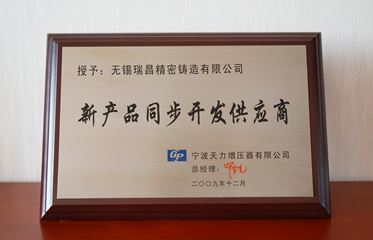 授予：无锡瑞昌精密铸造有限公司
新产品同步开发供应商
GP 宁波天力增压器有限公司
总经理：
二〇〇九年十二月